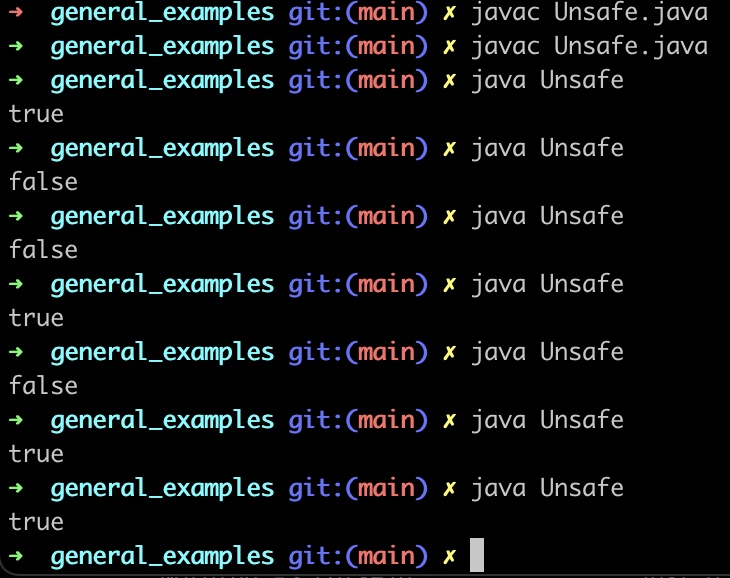 ➜  general_examples git:(main) ✗ javac Unsafe.java
➜  general_examples git:(main) ✗ javac Unsafe.java
➜  general_examples git:(main) ✗ java Unsafe
true
➜  general_examples git:(main) ✗ java Unsafe
false
➜  general_examples git:(main) ✗ java Unsafe
false
➜  general_examples git:(main) ✗ java Unsafe
true
➜  general_examples git:(main) ✗ java Unsafe
false
➜  general_examples git:(main) ✗ java Unsafe
true
➜  general_examples git:(main) ✗ java Unsafe
true
➜  general_examples git:(main) ✗